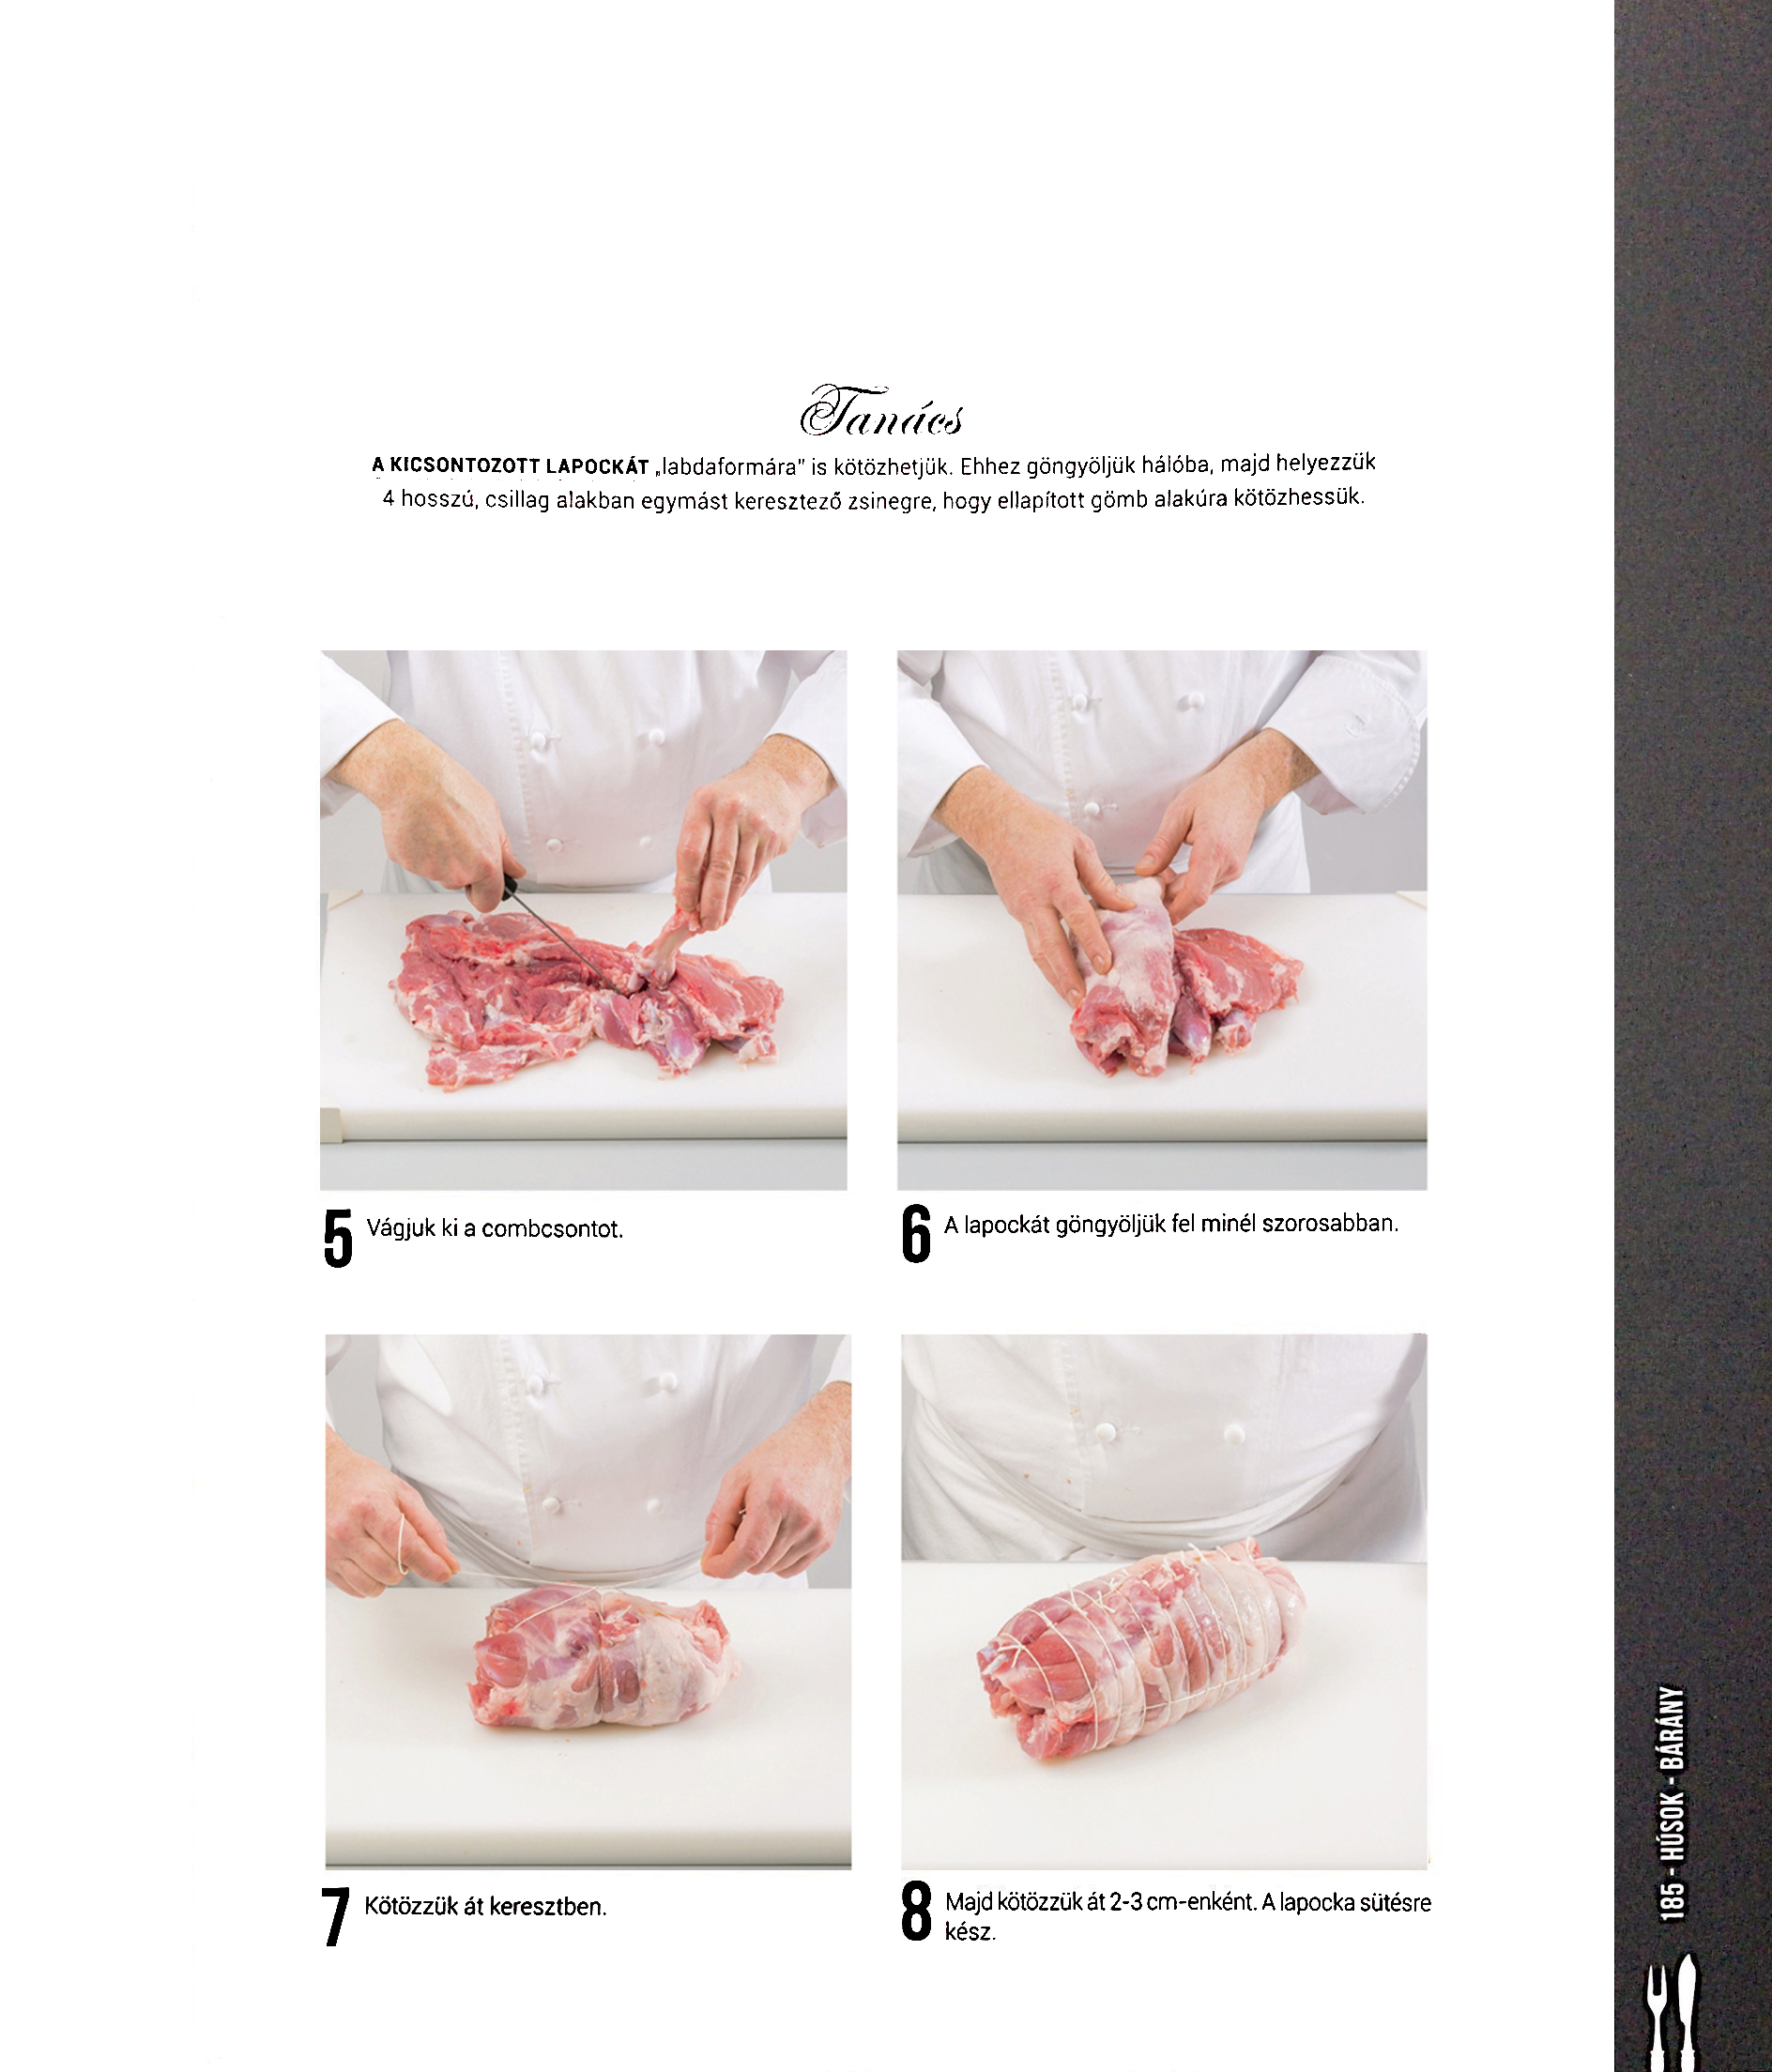 Tanács
A KICSONTOZOTT LAPOCKÁT „labdaformára" is kötözhetjük. Ehhez göngyöljük hálóba, majd helyezzük
4 hosszú, csillag alakban egymást keresztező zsinegre, hogy ellapított gömb alakúra kötözhessük.
5 Vágjuk ki a combcsontot.
6 A lapockát göngyöljük fel minél szorosabban.
7 Kötözzük át keresztben.
8 Majd kötözzük át 2-3 cm-enként. A lapocka sütésre
kész.
185 - HÚSOK - BÁRÁNY